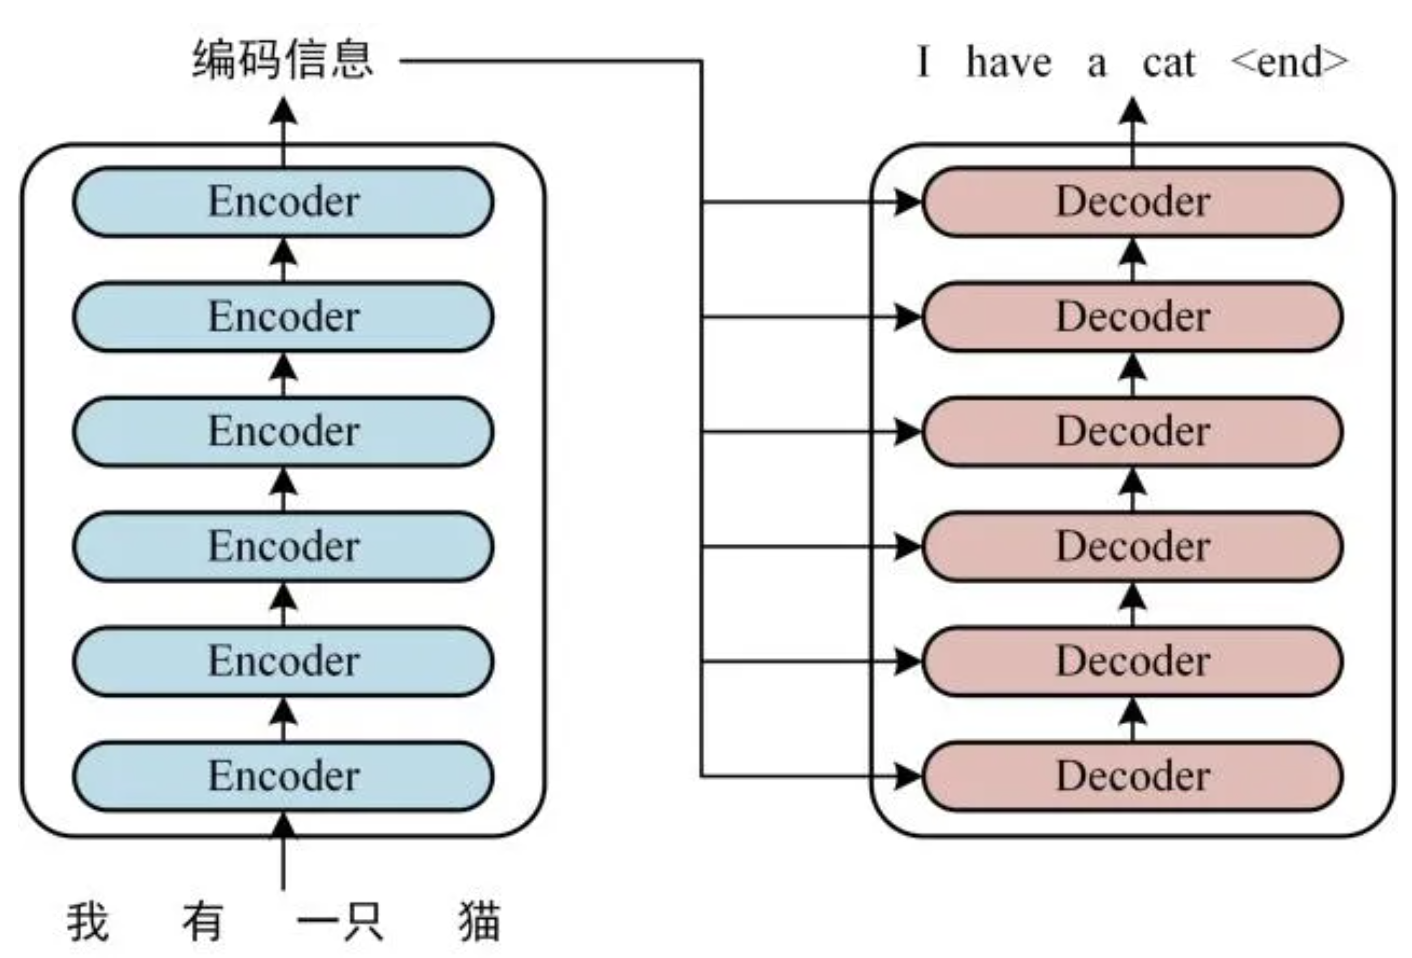 编码信息
I have a cat <end>
Encoder
Decoder
Encoder
Decoder
Encoder
Decoder
Encoder
Decoder
Encoder
Decoder
Encoder
Decoder
我 有 一只 猫